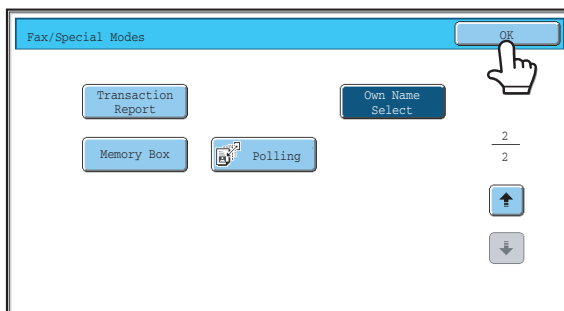 Fax/Special Modes
OK
Transaction
Report
Own Name
Select
Memory Box
Polling
2
2